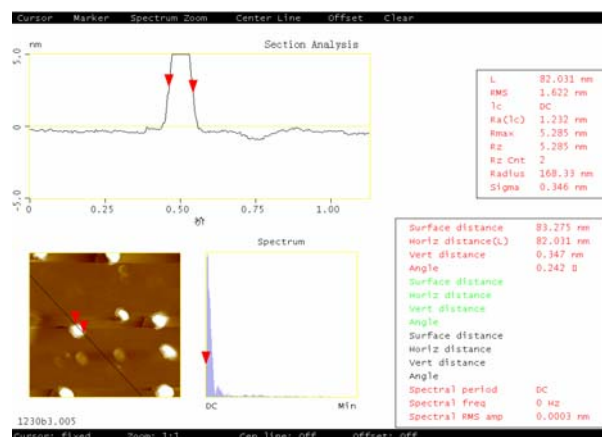 Cursor Marker Spectrum Zoom Center Line Offset Clear
nm Section Analysis
5.0
0
-5.0
0 0.25 0.50 0.75 1.00
L 82.031 nm
RMS 1.622 nm
lc DC
Ra(lc) 1.232 nm
Rmax 5.285 nm
Rz 5.285 nm
Rz Cnt 2
Radius 168.33 nm
Sigma 0.346 nm
Surface distance 83.275 nm
Horiz distance(L) 82.031 nm
Vert distance 0.347 nm
Angle 0.242
Surface distance
Horiz distance
Vert distance
Angle
Surface distance
Horiz distance
Vert distance
Angle
Spectral period DC
Spectral freq 0 Hz
Spectral RMS amp 0.0003 nm
Spectrum
DC Min
1230b3.005
Cursor: fixed Zoom: 1:1 Cen line: Off Offset: Off